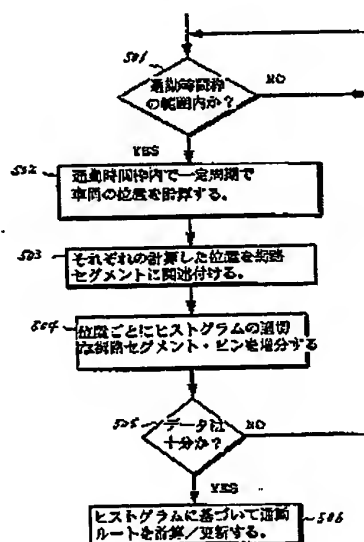 501
通勤時間枠
の範囲内か？
NO
YES
502
通勤時間枠内で一定周期で
車両の位置を計算する。
503
それぞれの計算した位置を網路
セグメントに関連付ける。
504
位置ごとにヒストグラムの適切
な網路セグメント・ビンを増分する
505
データは
十分か？
NO
YES
ヒストグラムに基づいて通勤
ルートを計算／更新する。
506